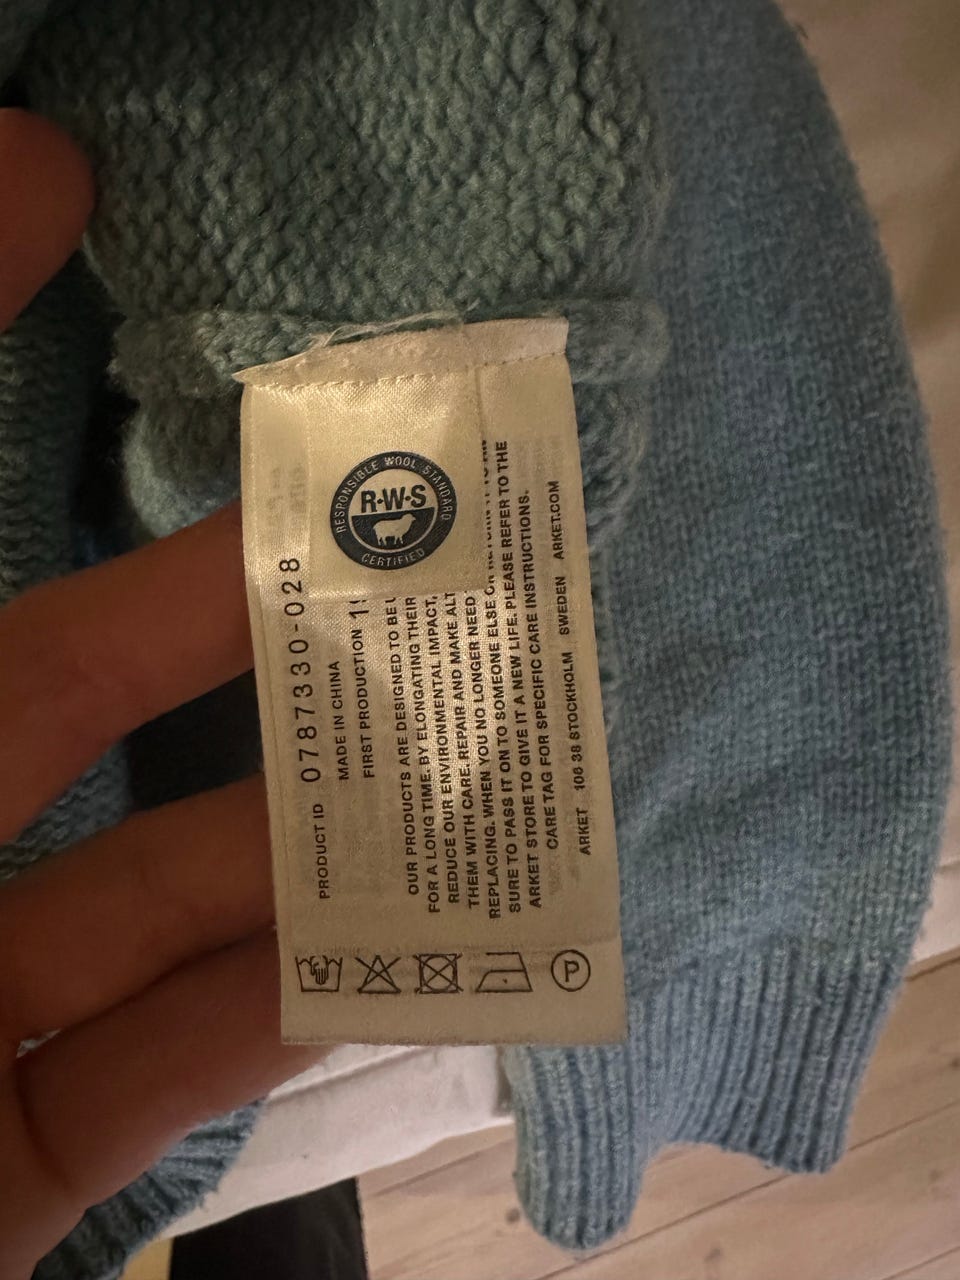 RESPONSIBLE WOOL STANDARD
R·W·S
CERTIFIED
PRODUCT ID 0787330-028
MADE IN CHINA
FIRST PRODUCTION
OUR PRODUCTS ARE DESIGNED TO BE
FOR A LONG TIME. BY ELONGATING THEIR
REDUCE OUR ENVIRONMENTAL IMPACT,
THEM WITH CARE. REPAIR AND MAKE ALT
REPLACING. WHEN YOU NO LONGER NEED
SURE TO PASS IT ON TO SOMEONE ELSE OR
ARKET STORE TO GIVE IT A NEW LIFE. PLEASE REFER TO THE
CARE TAG FOR SPECIFIC CARE INSTRUCTIONS.
ARKET 106 38 STOCKHOLM SWEDEN ARKET.COM
P